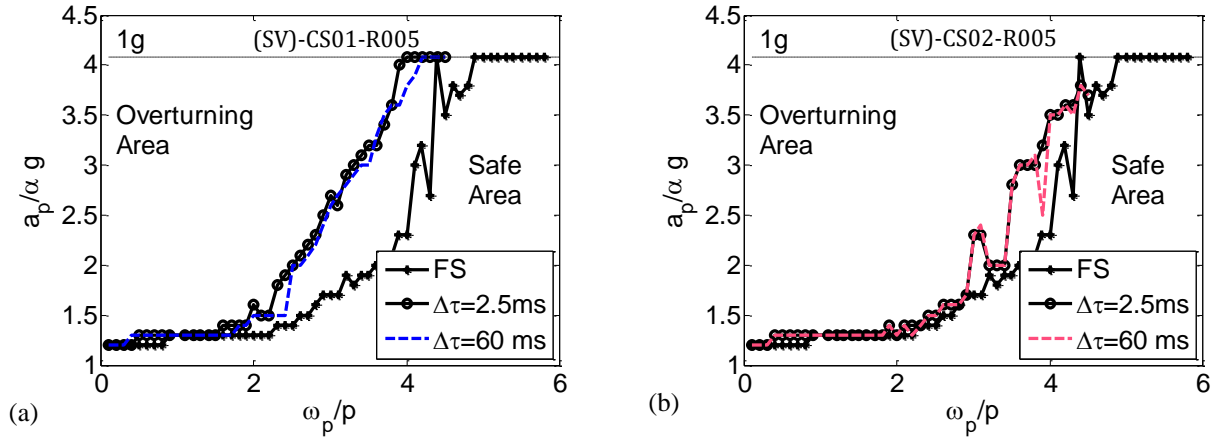 4.5
4
3.5
3
2.5
2
1.5
1
a_p/α g
1g
(SV)-CS01-R005
Overturning
Area
Safe
Area
FS
Δτ=2.5ms
Δτ=60 ms
0 2 4 6
ω_p/p
(a)
4.5
4
3.5
3
2.5
2
1.5
1
a_p/α g
1g
(SV)-CS02-R005
Overturning
Area
Safe
Area
FS
Δτ=2.5ms
Δτ=60 ms
0 2 4 6
ω_p/p
(b)